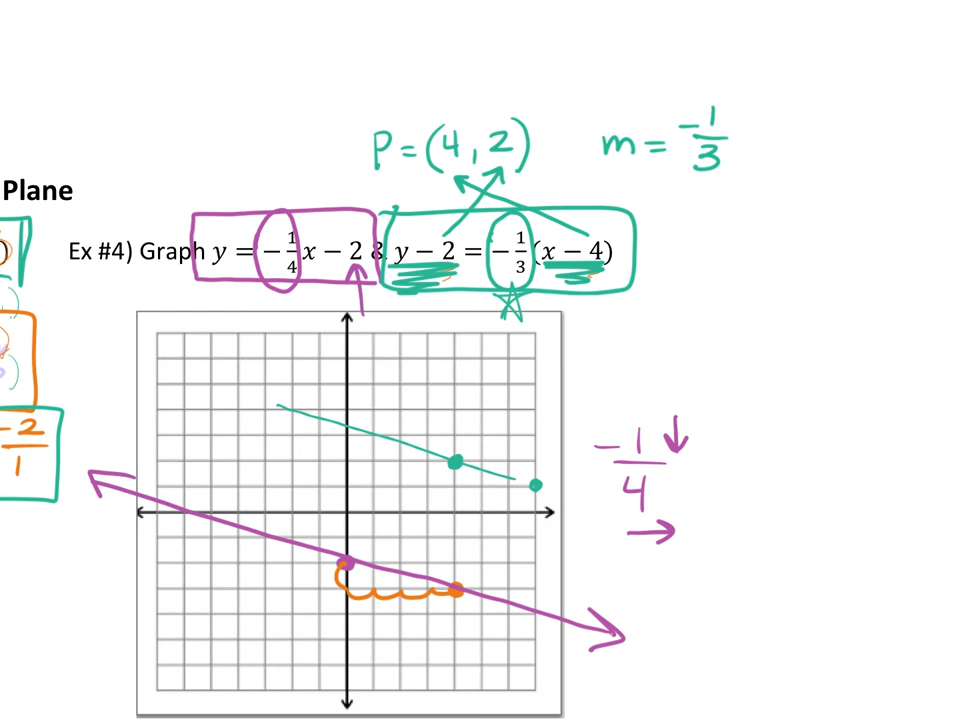 P = (4, 2) m = -1/3
Plane
Ex #4) Graph y = −1/4x − 2 & y − 2 = −1/3(x − 4)
-1
4
-2
1